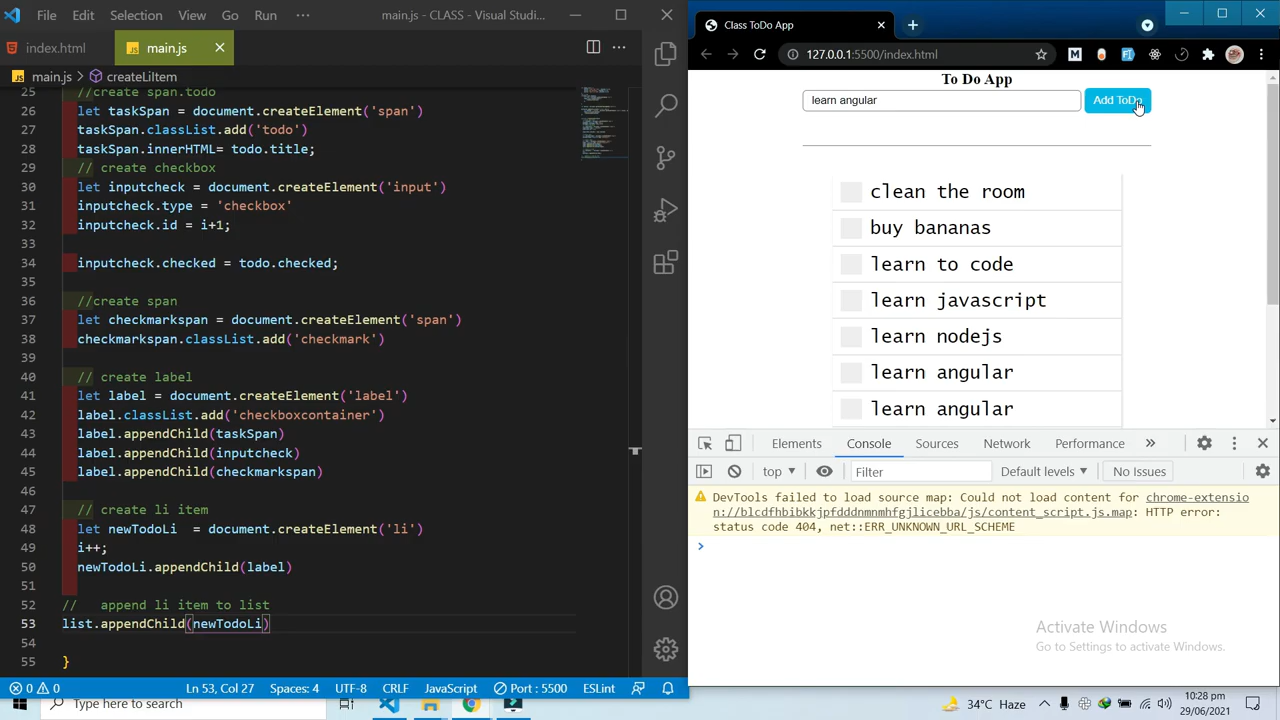 File Edit Selection View Go Run ··· main.js - CLASS - Visual Studi...
index.html main.js
main.js > createLiItem
25 //create span.todo
26 let taskSpan = document.createElement('span')
27 taskSpan.classList.add('todo')
28 taskSpan.innerHTML= todo.title;
29 // create checkbox
30 let inputcheck = document.createElement('input')
31 inputcheck.type = 'checkbox'
32 inputcheck.id = i+1;
33
34 inputcheck.checked = todo.checked;
35
36 //create span
37 let checkmarkspan = document.createElement('span')
38 checkmarkspan.classList.add('checkmark')
39
40 // create label
41 let label = document.createElement('label')
42 label.classList.add('checkboxcontainer')
43 label.appendChild(taskSpan)
44 label.appendChild(inputcheck)
45 label.appendChild(checkmarkspan)
46
47 // create li item
48 let newTodoLi = document.createElement('li')
49 i++;
50 newTodoLi.appendChild(label)
51
52 // append li item to list
53 list.appendChild(newTodoLi)
54
55 }
0 0 Ln 53, Col 27 Spaces: 4 UTF-8 CRLF JavaScript Port : 5500 ESLint
Class ToDo App
127.0.0.1:5500/index.html
To Do App
learn angular Add ToDo
clean the room
buy bananas
learn to code
learn javascript
learn nodejs
learn angular
learn angular
Elements Console Sources Network Performance »
top Filter Default levels No Issues
DevTools failed to load source map: Could not load content for chrome-extensio
n://blcdfhbibkkjpfdddnmnmhfgjlicebba/js/content_script.js.map: HTTP error:
status code 404, net::ERR_UNKNOWN_URL_SCHEME
Activate Windows
Go to Settings to activate Windows.
Type here to search
34°C Haze
10:28 pm
29/06/2021